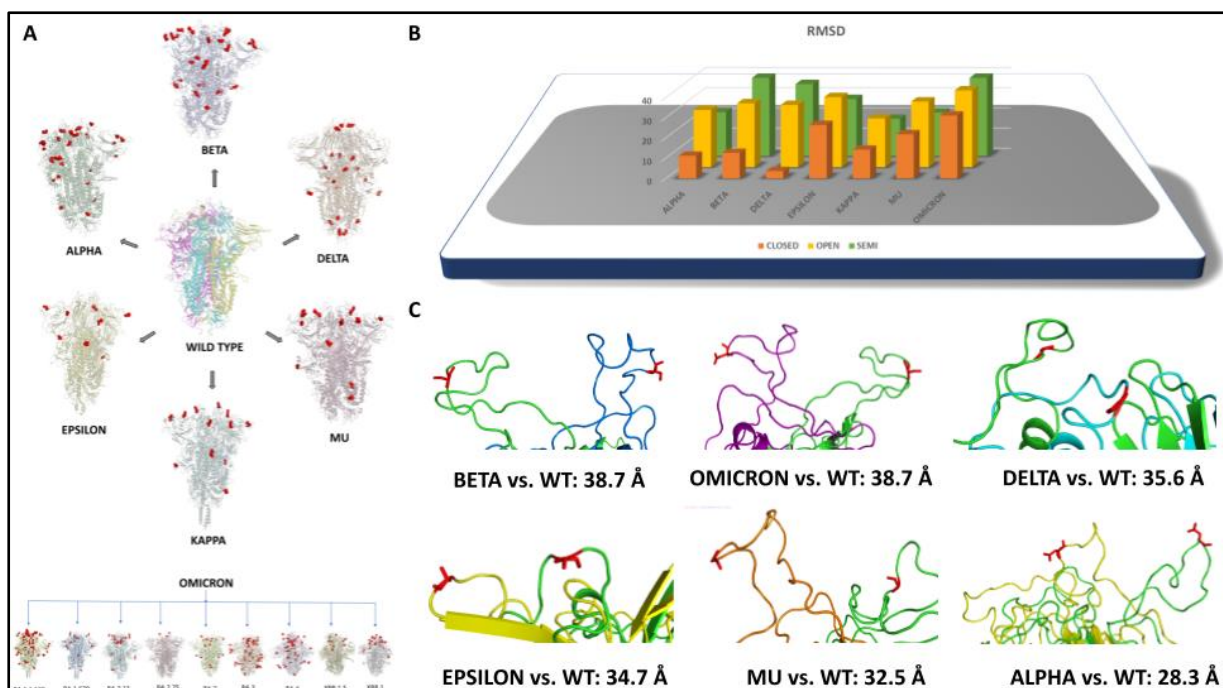 A
BETA
ALPHA
DELTA
WILD TYPE
EPSILON
MU
KAPPA
OMICRON
B
RMSD
40
30
20
10
0
ALPHA
BETA
DELTA
EPSILON
KAPPA
MU
OMICRON
CLOSED OPEN SEMI
C
BETA vs. WT: 38.7 Å
OMICRON vs. WT: 38.7 Å
DELTA vs. WT: 35.6 Å
EPSILON vs. WT: 34.7 Å
MU vs. WT: 32.5 Å
ALPHA vs. WT: 28.3 Å